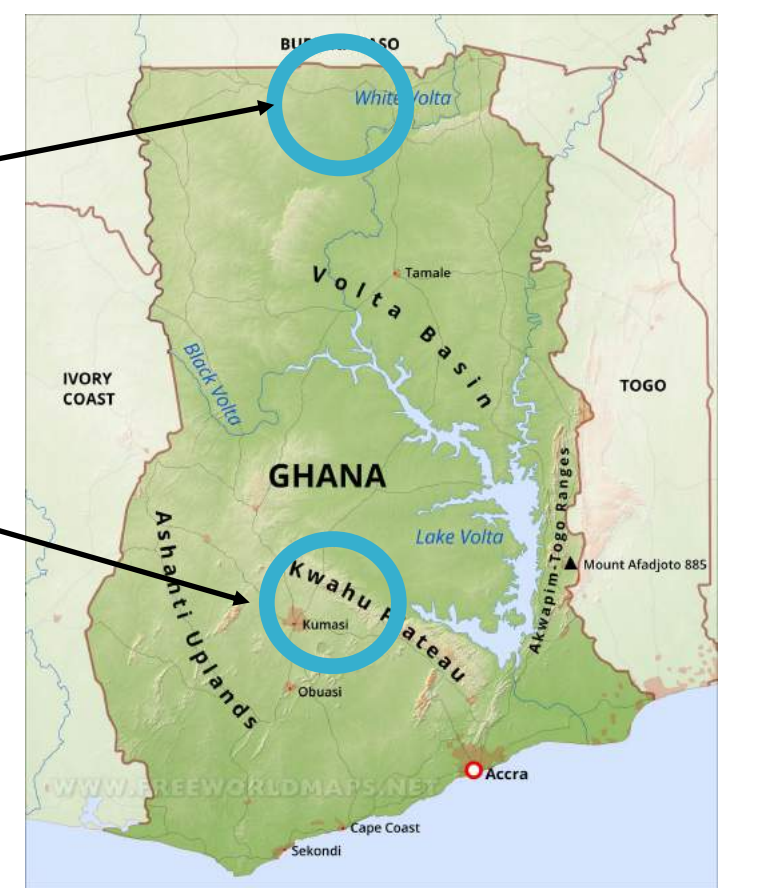 BURKINA FASO
White Volta
Tamale
Volta Basin
Black Volta
IVORY
COAST
TOGO
GHANA
Ashanti Uplands
Lake Volta
Akwapim-Togo Ranges
Mount Afadjoto 885
Kwahu Plateau
Kumasi
Obuasi
WWW.FREEWORLDMAPS.NET
Accra
Cape Coast
Sekondi